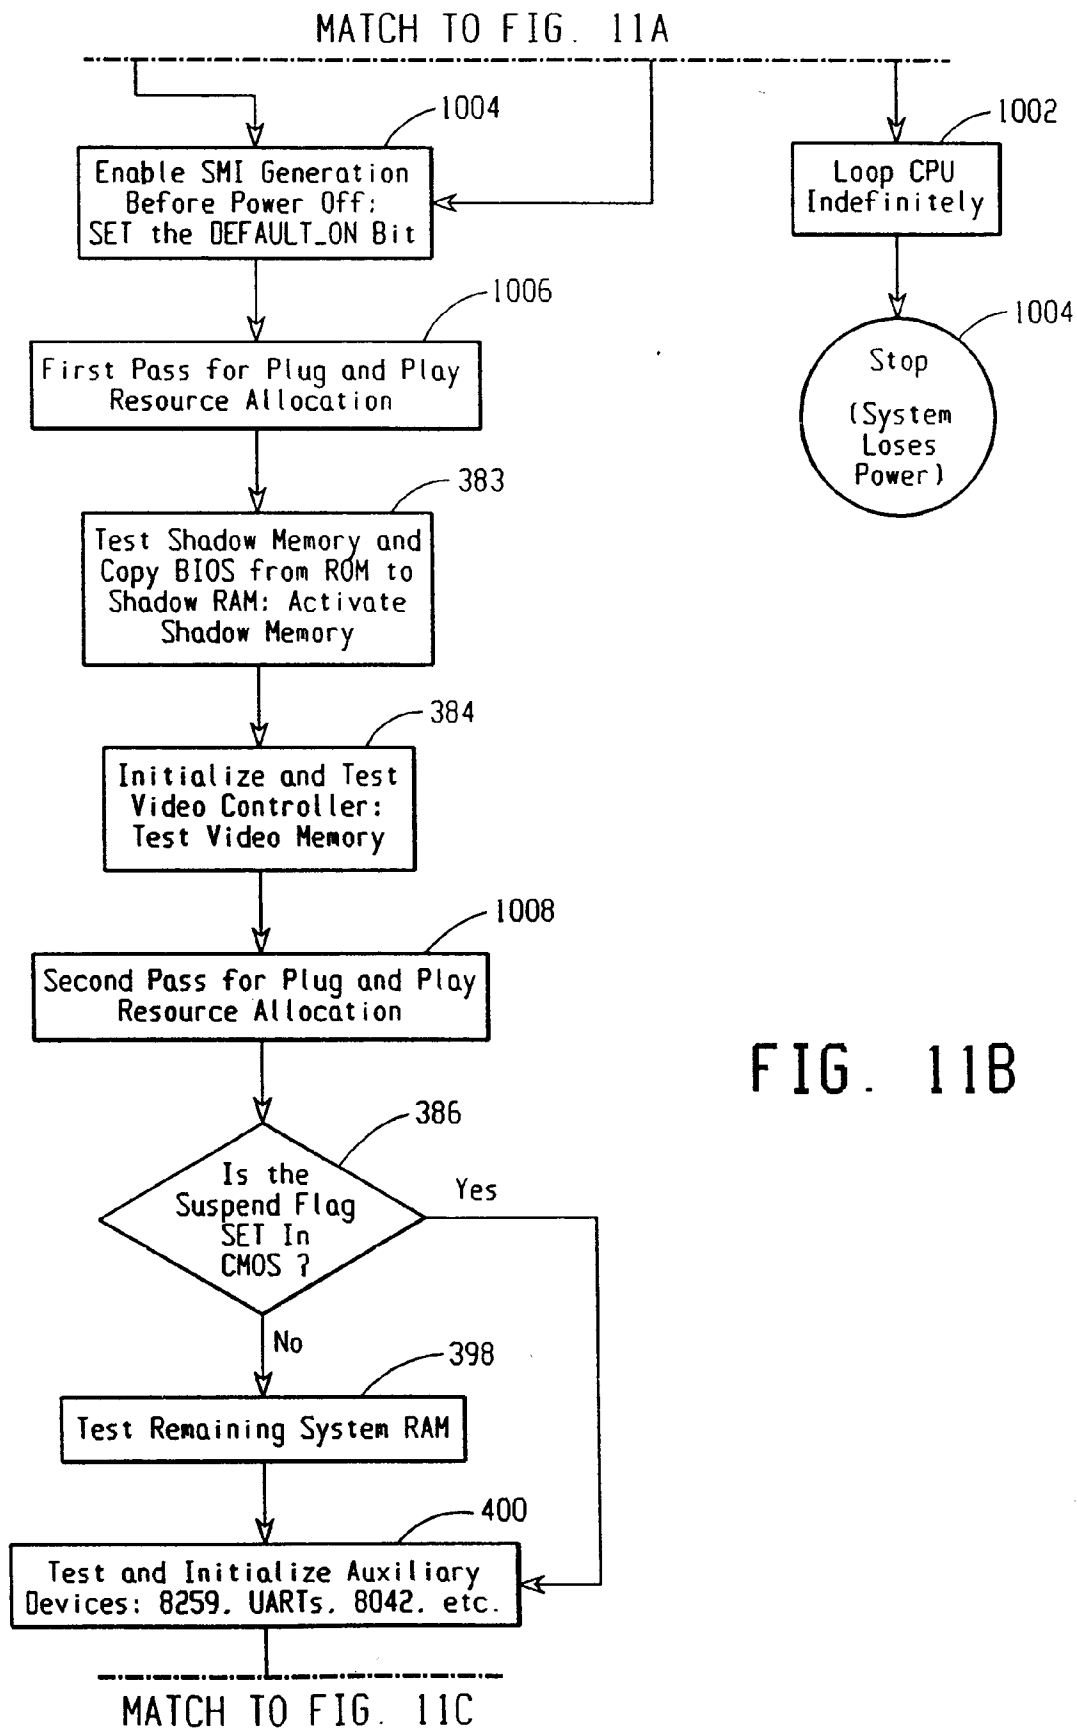 MATCH TO FIG. 11A
1004
Enable SMI Generation
Before Power Off:
SET the DEFAULT_ON Bit
1002
Loop CPU
Indefinitely
1004
Stop
(System
Loses
Power)
1006
First Pass for Plug and Play
Resource Allocation
383
Test Shadow Memory and
Copy BIOS from ROM to
Shadow RAM: Activate
Shadow Memory
384
Initialize and Test
Video Controller:
Test Video Memory
1008
Second Pass for Plug and Play
Resource Allocation
FIG. 11B
386
Is the
Suspend Flag
SET In
CMOS ?
Yes
No
398
Test Remaining System RAM
400
Test and Initialize Auxiliary
Devices: 8259, UARTs, 8042, etc.
MATCH TO FIG. 11C